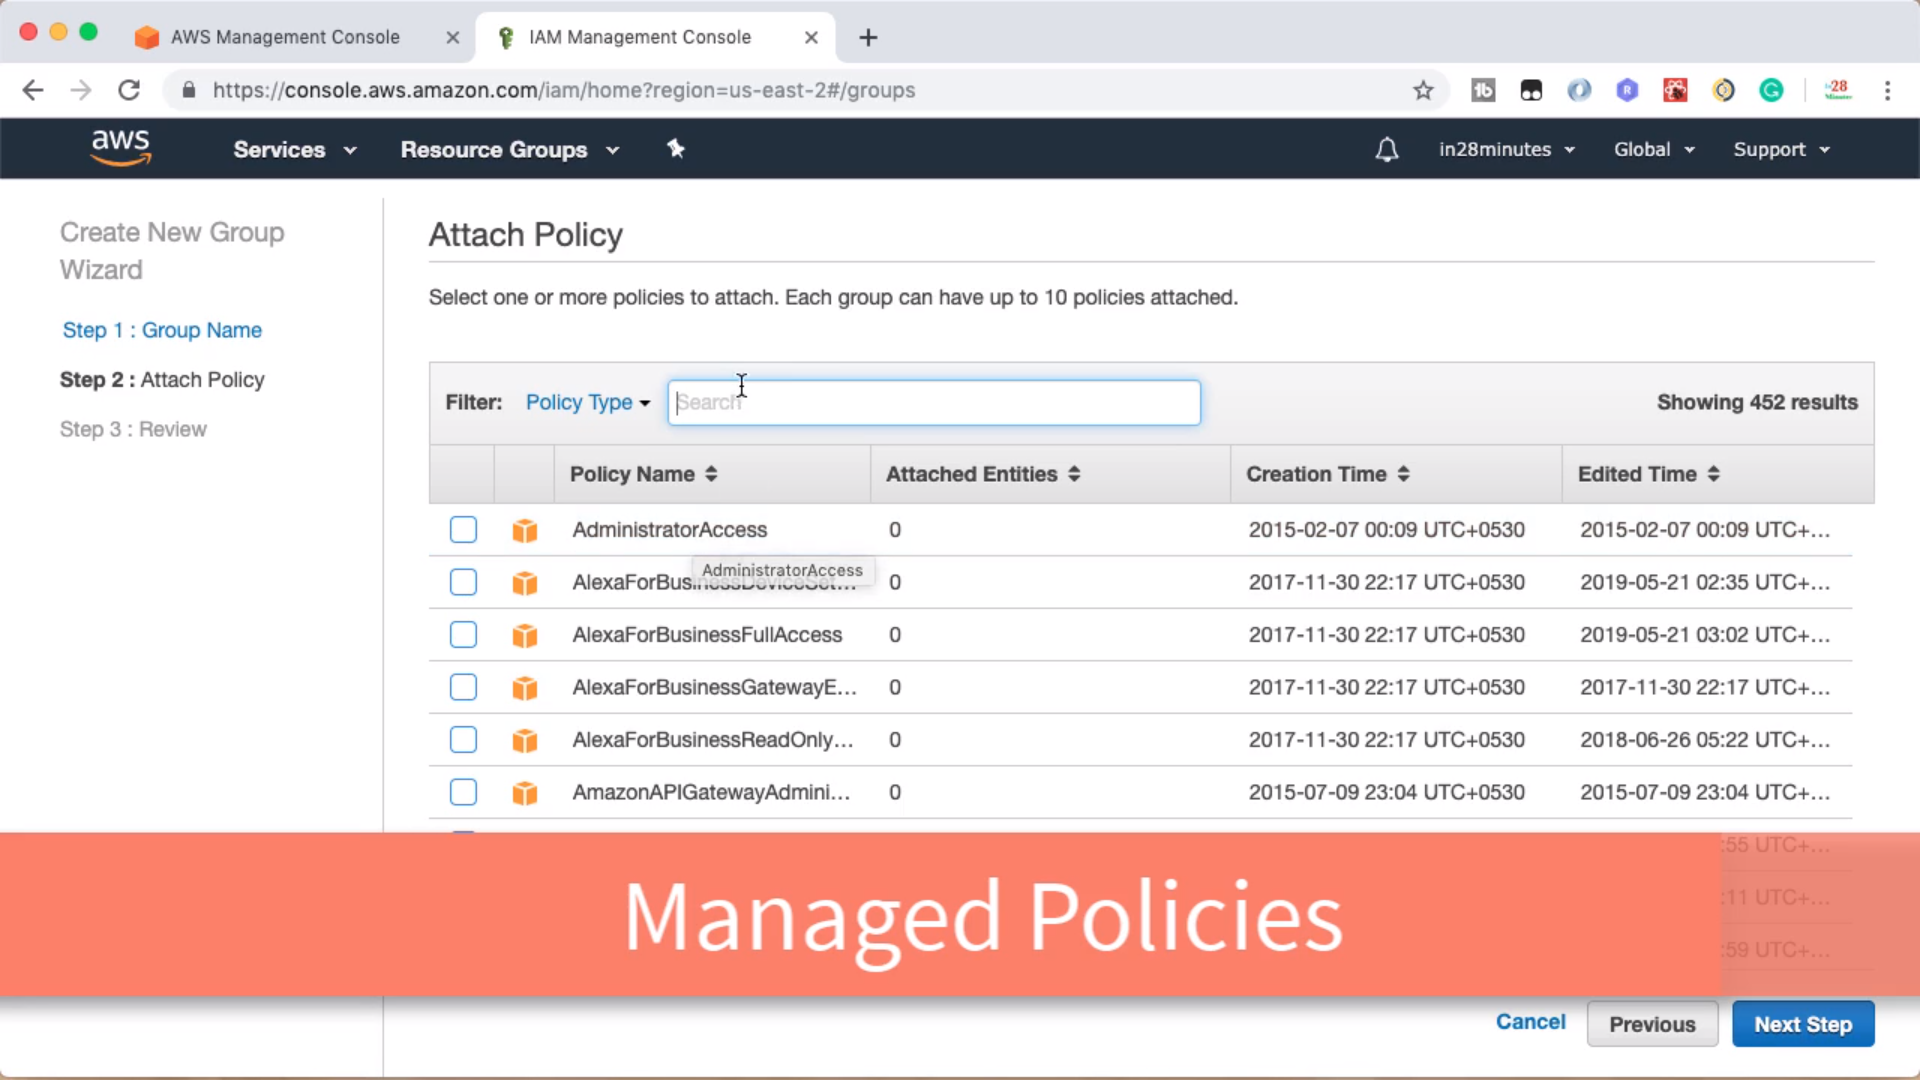 AWS Management Console
IAM Management Console
https://console.aws.amazon.com/iam/home?region=us-east-2#/groups
aws
Services
Resource Groups
in28minutes
Global
Support
Create New Group
Wizard
Step 1 : Group Name
Step 2 : Attach Policy
Step 3 : Review
Attach Policy
Select one or more policies to attach. Each group can have up to 10 policies attached.
Filter: Policy Type Search Showing 452 results
Policy Name Attached Entities Creation Time Edited Time
AdministratorAccess 0 2015-02-07 00:09 UTC+0530 2015-02-07 00:09 UTC+...
AdministratorAccess
AlexaForBusinessDeviceSet... 0 2017-11-30 22:17 UTC+0530 2019-05-21 02:35 UTC+...
AlexaForBusinessFullAccess 0 2017-11-30 22:17 UTC+0530 2019-05-21 03:02 UTC+...
AlexaForBusinessGatewayE... 0 2017-11-30 22:17 UTC+0530 2017-11-30 22:17 UTC+...
AlexaForBusinessReadOnly... 0 2017-11-30 22:17 UTC+0530 2018-06-26 05:22 UTC+...
AmazonAPIGatewayAdmini... 0 2015-07-09 23:04 UTC+0530 2015-07-09 23:04 UTC+...
:55 UTC+...
:11 UTC+...
:59 UTC+...
Managed Policies
Cancel
Previous
Next Step